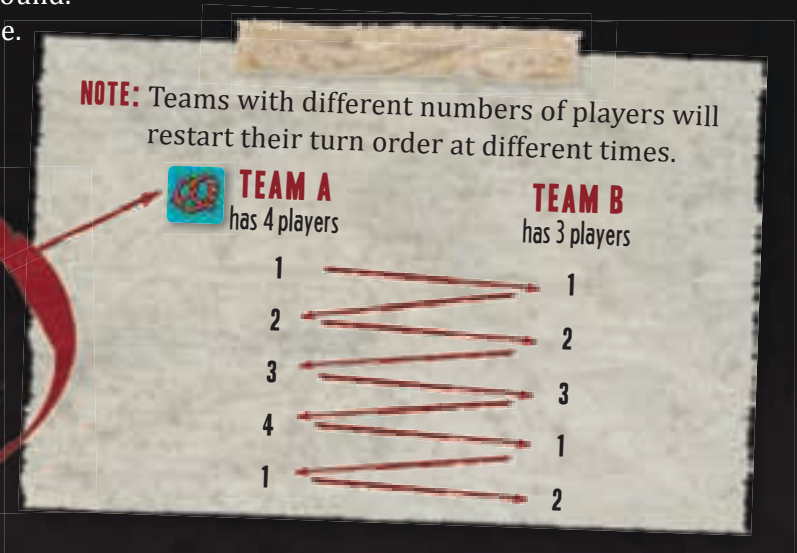 ound.
e.
NOTE: Teams with different numbers of players will
restart their turn order at different times.
TEAM A TEAM B
has 4 players has 3 players
1 1
2 2
3 3
4 1
1 2